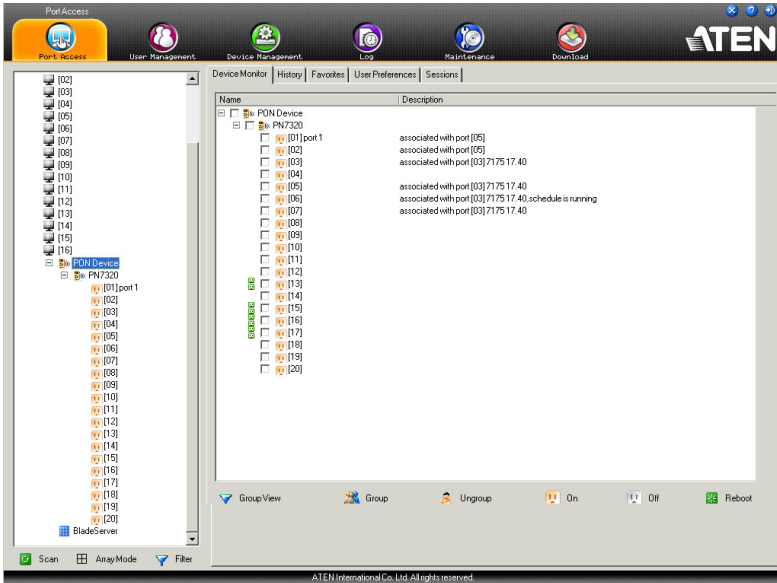 PortAccess
Port Access
User Management
Device Management
Log
Maintenance
Download
ATEN
[02]
[03]
[04]
[05]
[06]
[07]
[08]
[09]
[10]
[11]
[12]
[13]
[14]
[15]
[16]
PON Device
PN7320
[01] port 1
[02]
[03]
[04]
[05]
[06]
[07]
[08]
[09]
[10]
[11]
[12]
[13]
[14]
[15]
[16]
[17]
[18]
[19]
[20]
BladeServer
Scan Array Mode Filter
Device Monitor History Favorites User Preferences Sessions
Name Description
PON Device
PN7320
[01] port 1 associated with port [05]
[02] associated with port [05]
[03] associated with port [03] 7175 17.40
[04]
[05] associated with port [03] 7175 17.40
[06] associated with port [03] 7175 17.40,schedule is running
[07] associated with port [03] 7175 17.40
[08]
[09]
[10]
[11]
[12]
[13]
[14]
[15]
[16]
[17]
[18]
[19]
[20]
Group View Group Ungroup On Off Reboot
ATEN International Co. Ltd. All rights reserved.